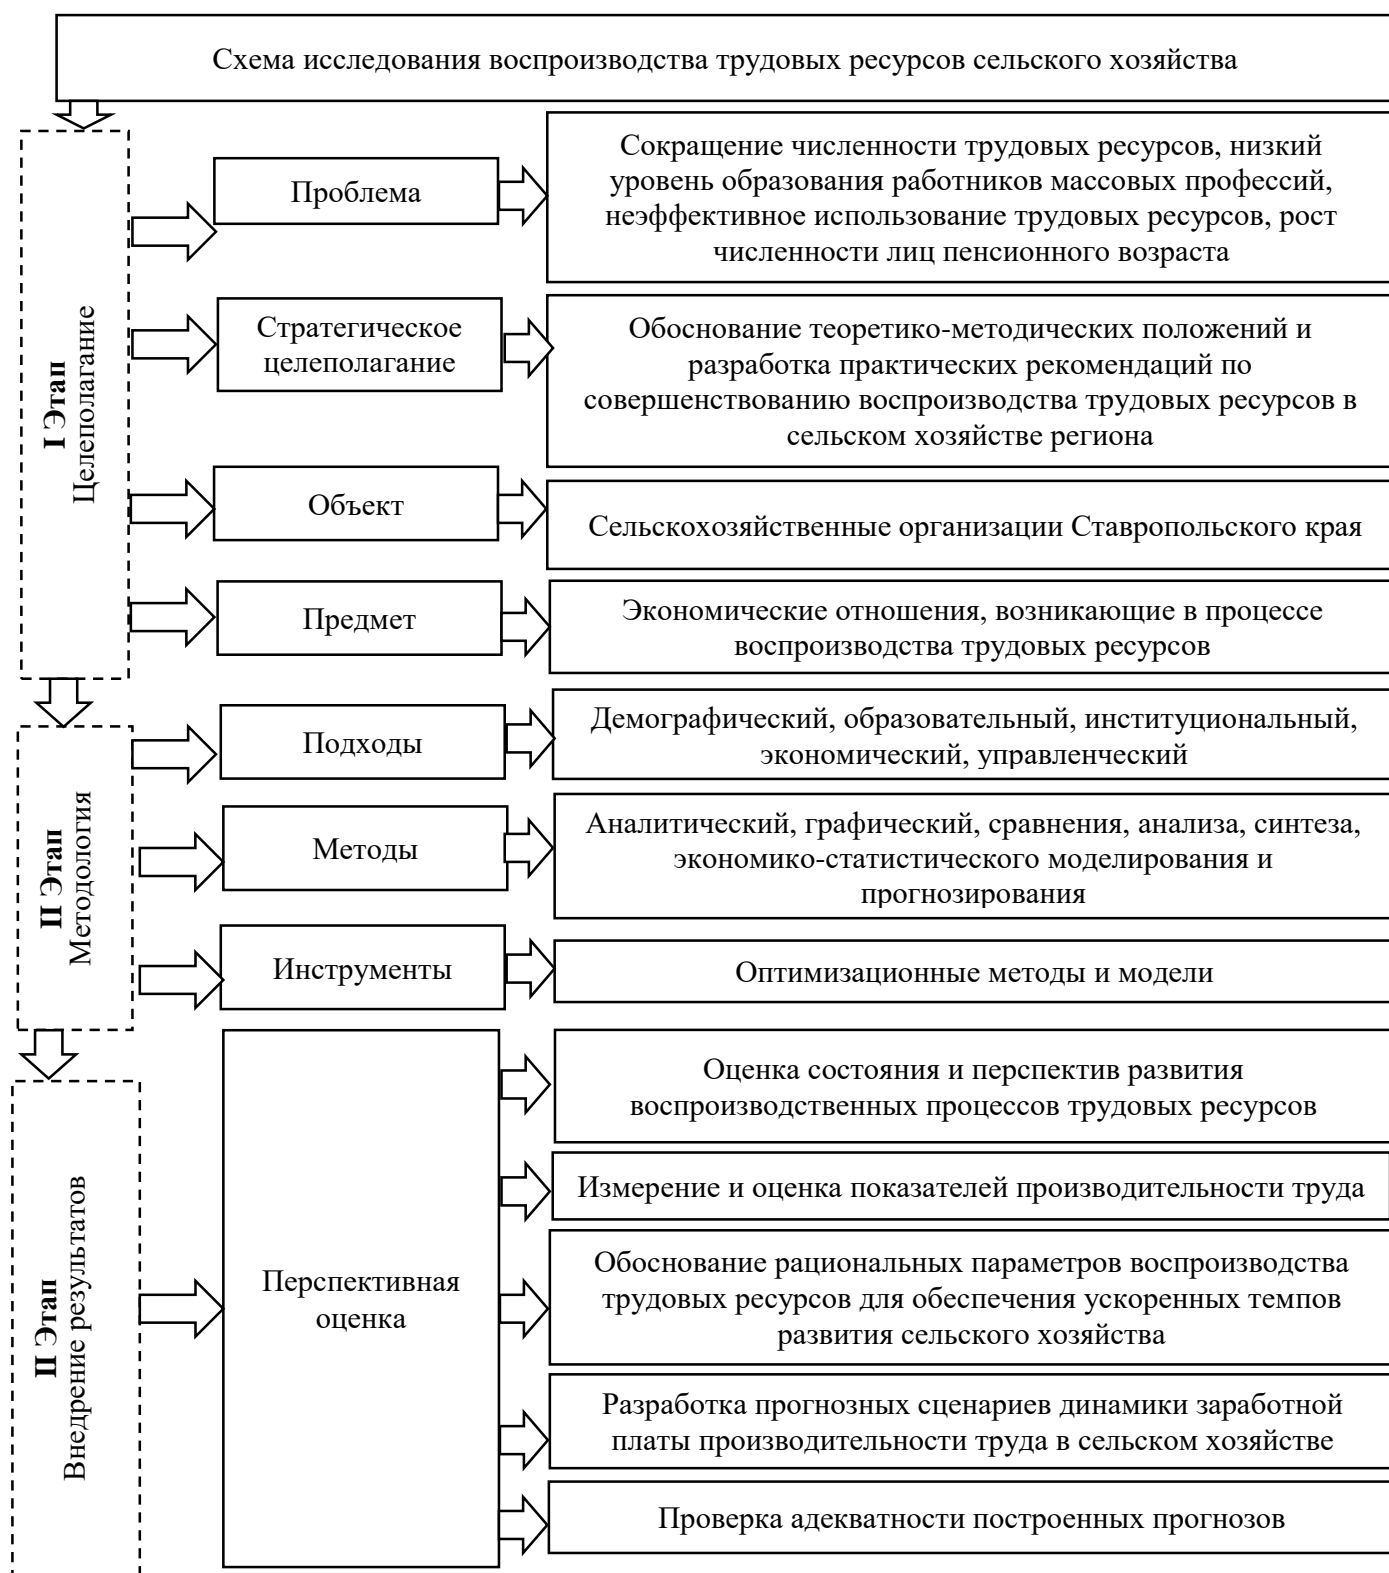 Схема исследования воспроизводства трудовых ресурсов сельского хозяйства
I Этап
Целеполагание
Проблема
Сокращение численности трудовых ресурсов, низкий
уровень образования работников массовых профессий,
неэффективное использование трудовых ресурсов, рост
численности лиц пенсионного возраста
Стратегическое
целеполагание
Обоснование теоретико-методических положений и
разработка практических рекомендаций по
совершенствованию воспроизводства трудовых ресурсов в
сельском хозяйстве региона
Объект
Сельскохозяйственные организации Ставропольского края
Предмет
Экономические отношения, возникающие в процессе
воспроизводства трудовых ресурсов
II Этап
Методология
Подходы
Демографический, образовательный, институциональный,
экономический, управленческий
Методы
Аналитический, графический, сравнения, анализа, синтеза,
экономико-статистического моделирования и
прогнозирования
Инструменты
Оптимизационные методы и модели
II Этап
Внедрение результатов
Перспективная
оценка
Оценка состояния и перспектив развития
воспроизводственных процессов трудовых ресурсов
Измерение и оценка показателей производительности труда
Обоснование рациональных параметров воспроизводства
трудовых ресурсов для обеспечения ускоренных темпов
развития сельского хозяйства
Разработка прогнозных сценариев динамики заработной
платы производительности труда в сельском хозяйстве
Проверка адекватности построенных прогнозов